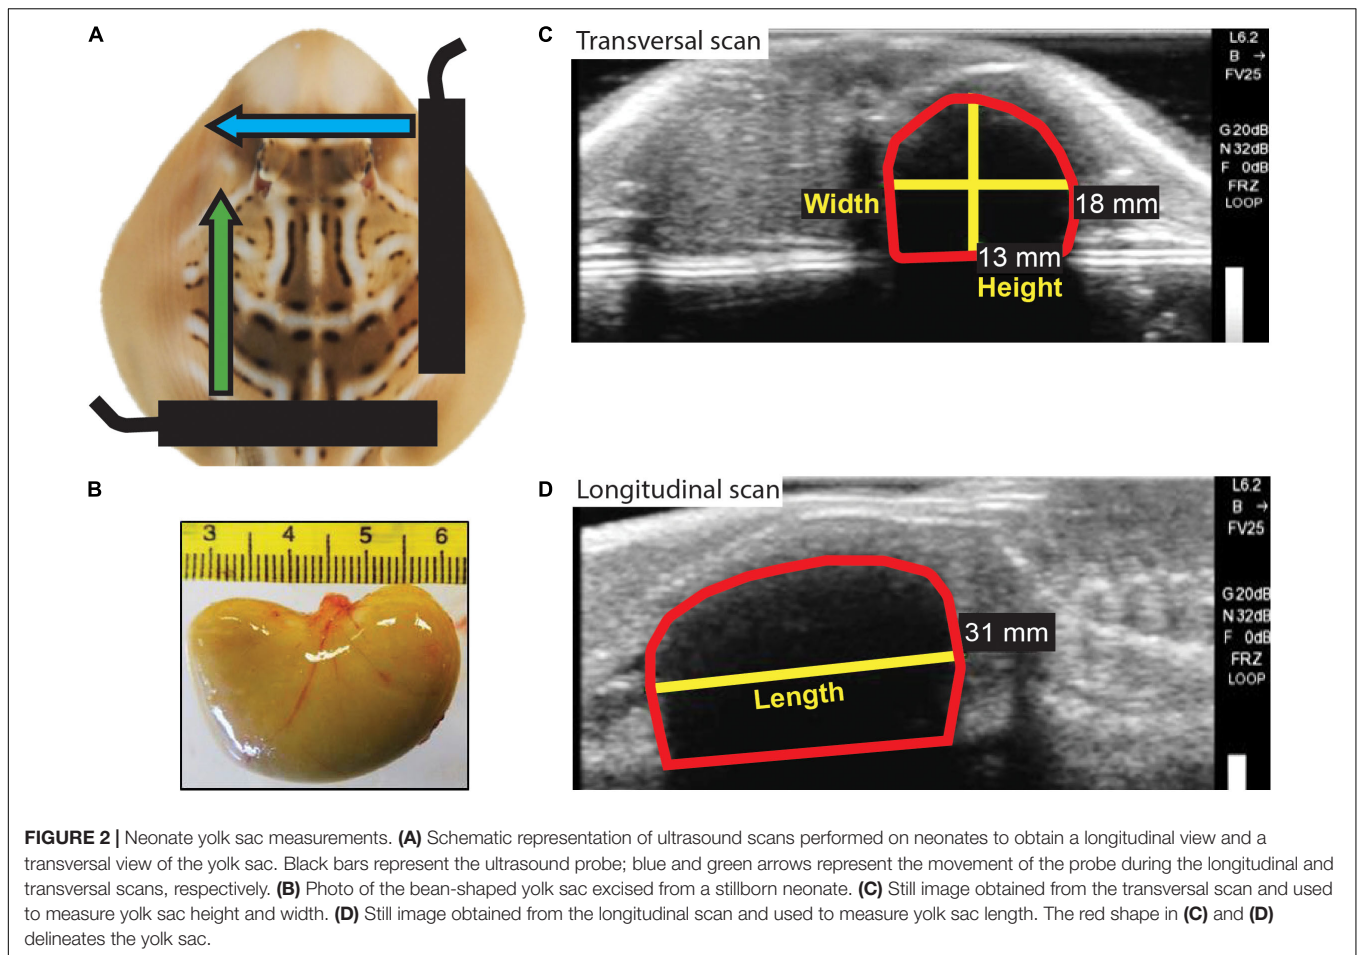 A
B
3 4 5 6
C
Transversal scan
L6.2
B →
FV25
G20dB
N32dB
F 0dB
FRZ
LOOP
Width
18 mm
13 mm
Height
D
Longitudinal scan
L6.2
B →
FV25
G20dB
N32dB
F 0dB
FRZ
LOOP
31 mm
Length
FIGURE 2 | Neonate yolk sac measurements. (A) Schematic representation of ultrasound scans performed on neonates to obtain a longitudinal view and a
transversal view of the yolk sac. Black bars represent the ultrasound probe; blue and green arrows represent the movement of the probe during the longitudinal and
transversal scans, respectively. (B) Photo of the bean-shaped yolk sac excised from a stillborn neonate. (C) Still image obtained from the transversal scan and used
to measure yolk sac height and width. (D) Still image obtained from the longitudinal scan and used to measure yolk sac length. The red shape in (C) and (D)
delineates the yolk sac.